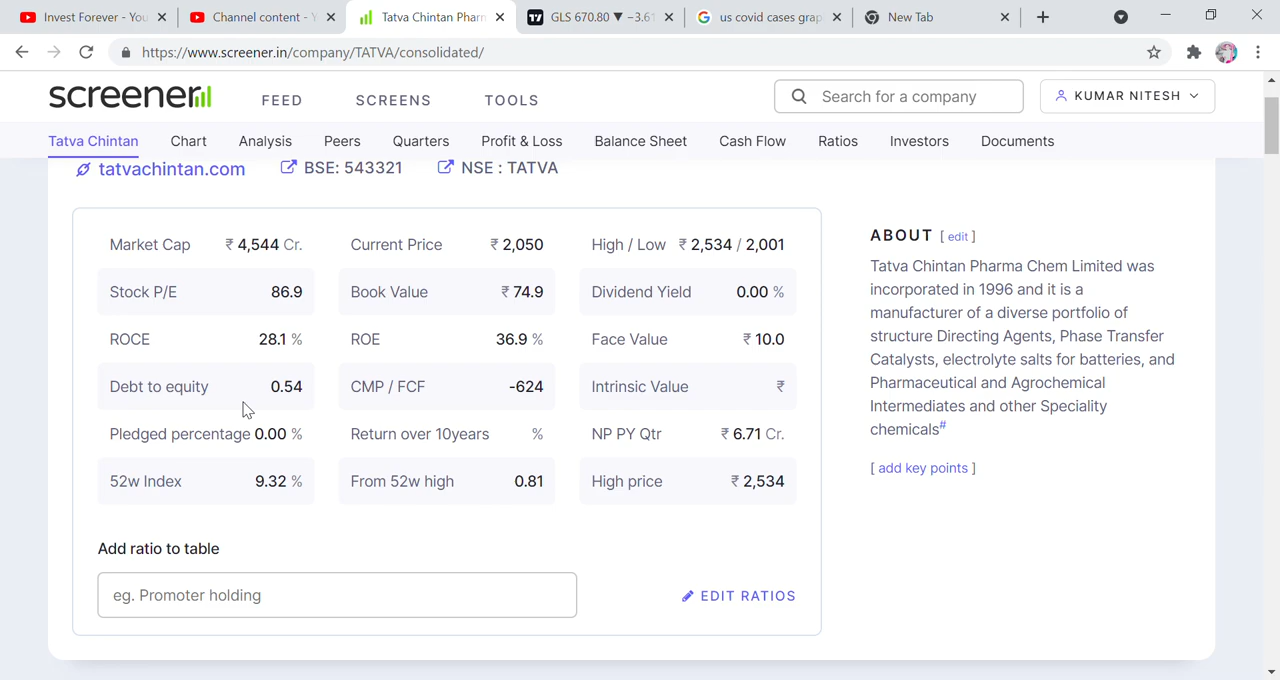 Invest Forever - You
Channel content - Y
Tatva Chintan Pharm
GLS 670.80 ▼ −3.61
us covid cases grap
New Tab
https://www.screener.in/company/TATVA/consolidated/
screener
FEED
SCREENS
TOOLS
Search for a company
KUMAR NITESH
Tatva Chintan
Chart
Analysis
Peers
Quarters
Profit & Loss
Balance Sheet
Cash Flow
Ratios
Investors
Documents
tatvachintan.com
BSE: 543321
NSE : TATVA
Market Cap ₹ 4,544 Cr.
Current Price ₹ 2,050
High / Low ₹ 2,534 / 2,001
Stock P/E 86.9
Book Value ₹ 74.9
Dividend Yield 0.00 %
ROCE 28.1 %
ROE 36.9 %
Face Value ₹ 10.0
Debt to equity 0.54
CMP / FCF -624
Intrinsic Value ₹
Pledged percentage 0.00 %
Return over 10years %
NP PY Qtr ₹ 6.71 Cr.
52w Index 9.32 %
From 52w high 0.81
High price ₹ 2,534
Add ratio to table
eg. Promoter holding
EDIT RATIOS
ABOUT [ edit ]
Tatva Chintan Pharma Chem Limited was
incorporated in 1996 and it is a
manufacturer of a diverse portfolio of
structure Directing Agents, Phase Transfer
Catalysts, electrolyte salts for batteries, and
Pharmaceutical and Agrochemical
Intermediates and other Speciality
chemicals#
[ add key points ]